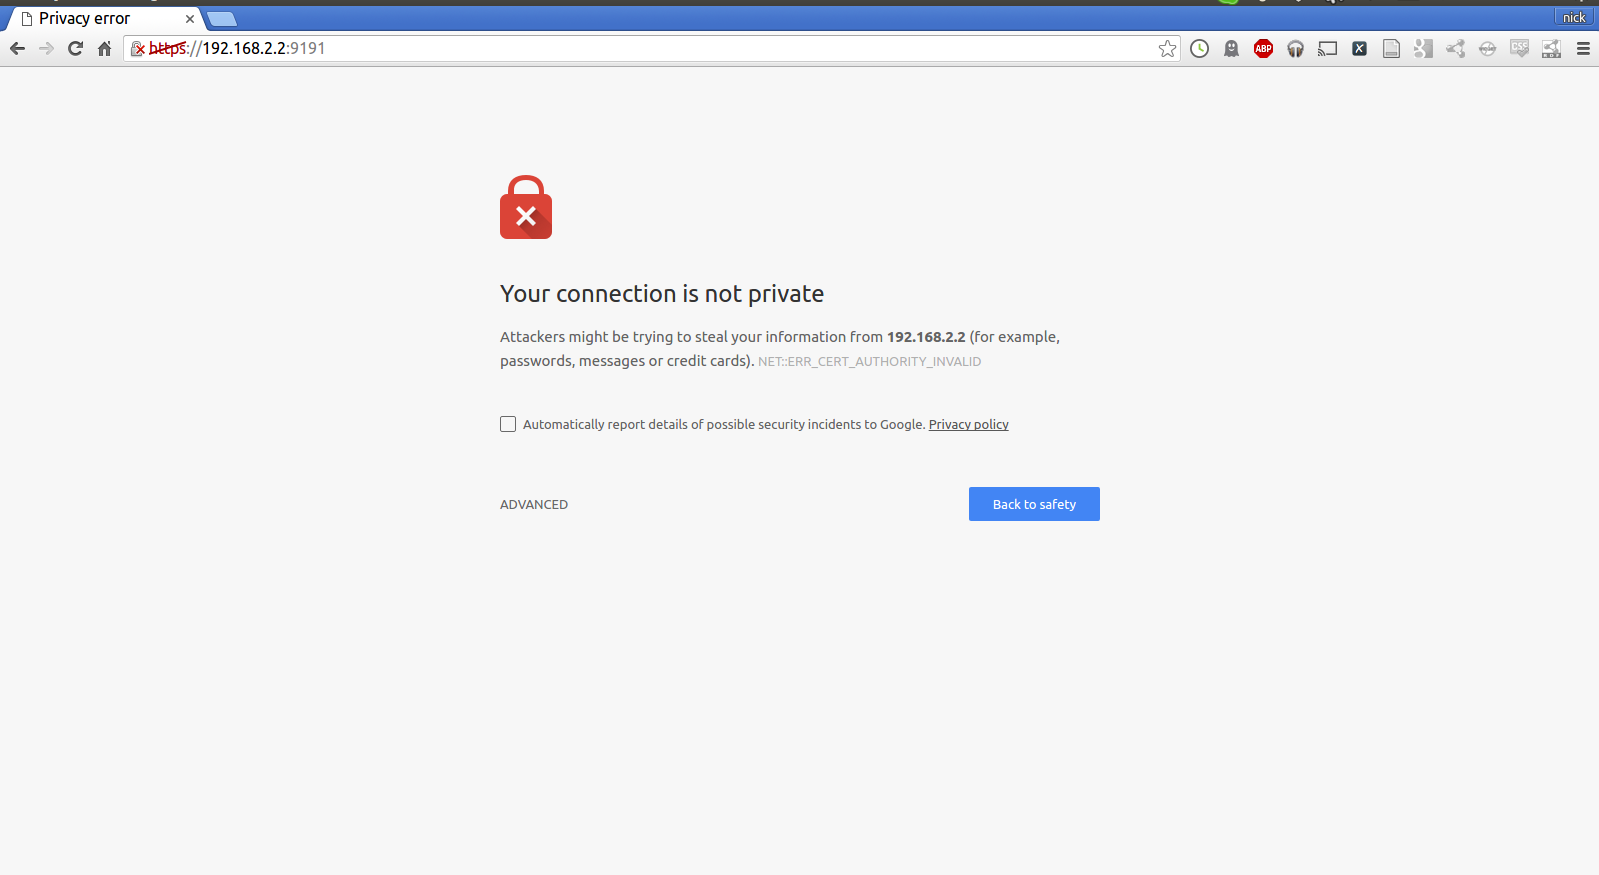 Privacy error
nick
https://192.168.2.2:9191
ABP
Your connection is not private
Attackers might be trying to steal your information from 192.168.2.2 (for example,
passwords, messages or credit cards). NET::ERR_CERT_AUTHORITY_INVALID
Automatically report details of possible security incidents to Google. Privacy policy
ADVANCED
Back to safety